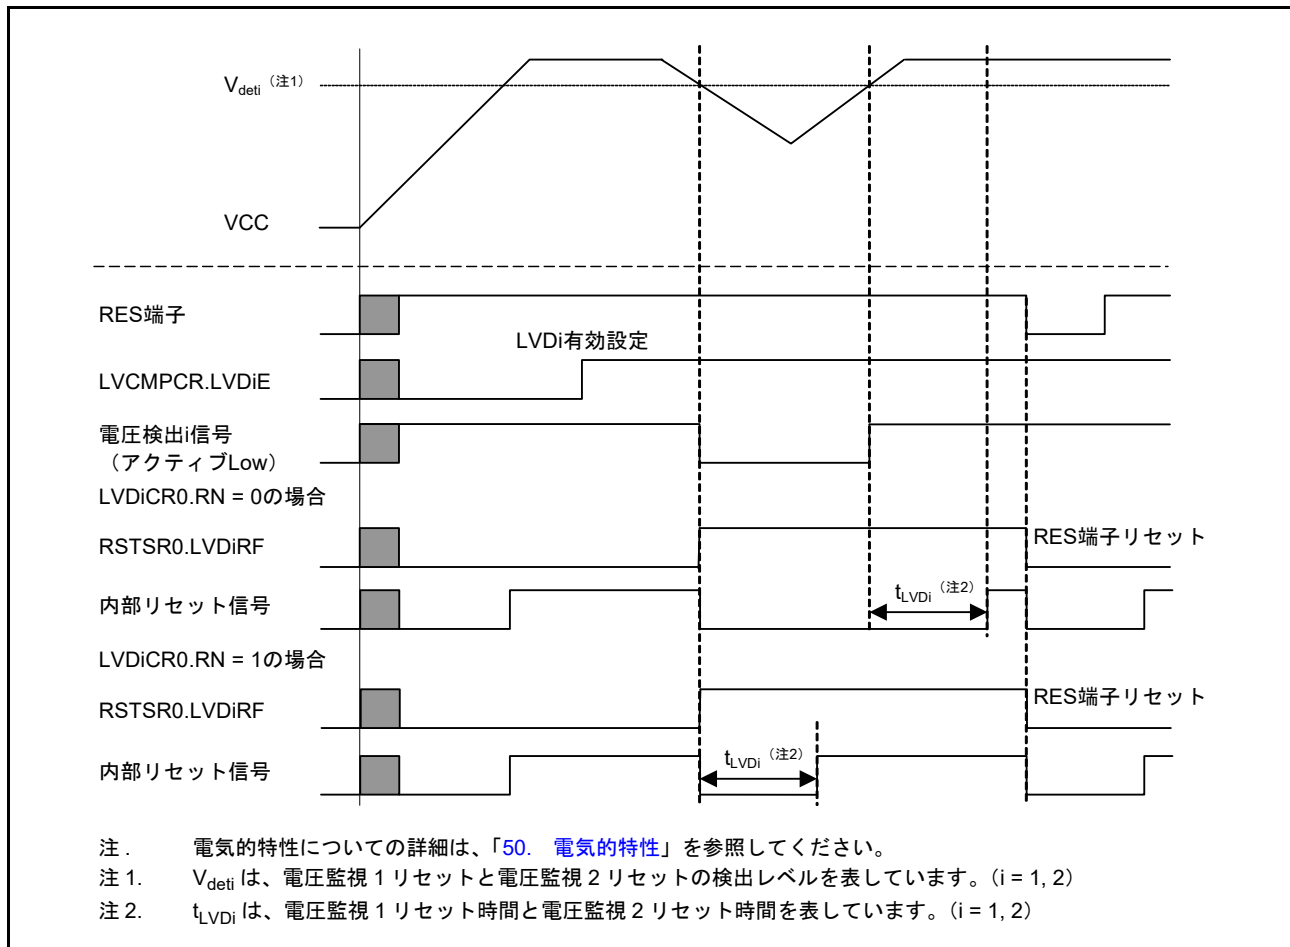 Vdeti（注1）
VCC
RES端子
LVDi有効設定
LVCMPCR.LVDiE
電圧検出i信号
（アクティブLow）
LVDiCR0.RN = 0の場合
RSTSR0.LVDiRF
RES端子リセット
内部リセット信号
tLVDi（注2）
LVDiCR0.RN = 1の場合
RSTSR0.LVDiRF
RES端子リセット
内部リセット信号
tLVDi（注2）
注 . 電気的特性についての詳細は、「50. 電気的特性」を参照してください。
注 1. Vdeti は、電圧監視 1 リセットと電圧監視 2 リセットの検出レベルを表しています。（i = 1, 2）
注 2. tLVDi は、電圧監視 1 リセット時間と電圧監視 2 リセット時間を表しています。（i = 1, 2）